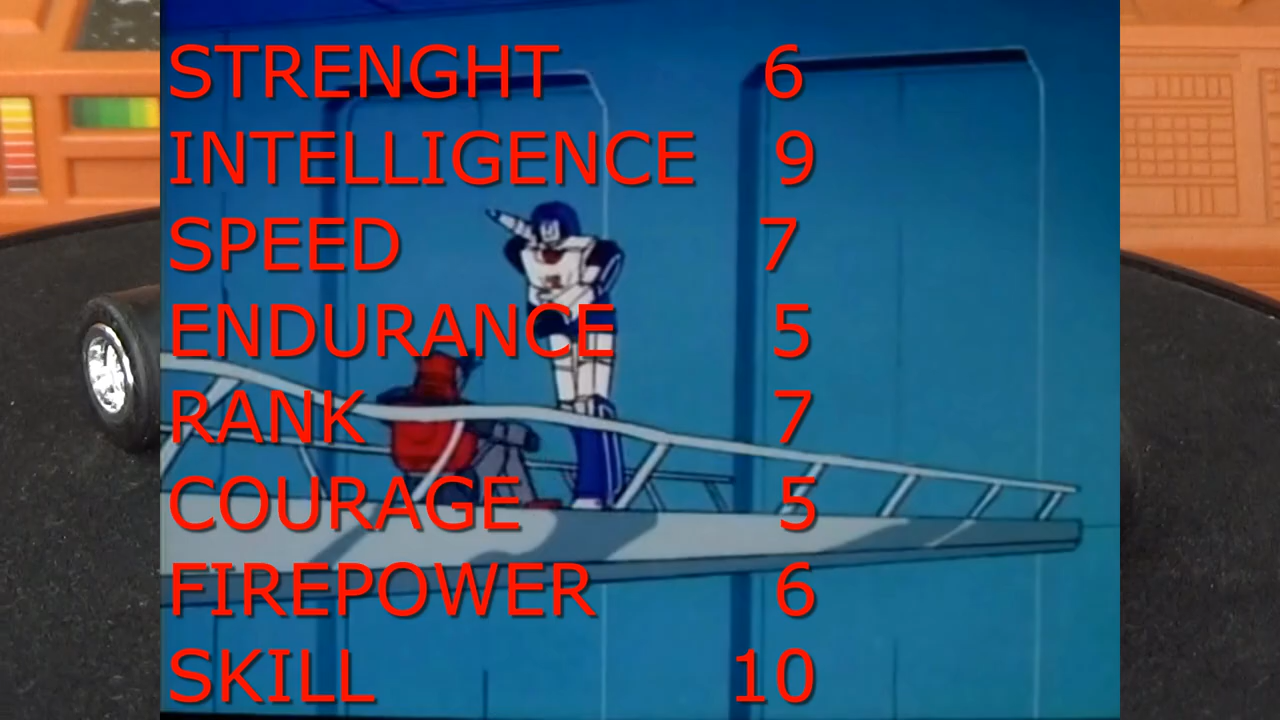 STRENGHT 6
INTELLIGENCE 9
SPEED 7
ENDURANCE 5
RANK 7
COURAGE 5
FIREPOWER 6
SKILL 10